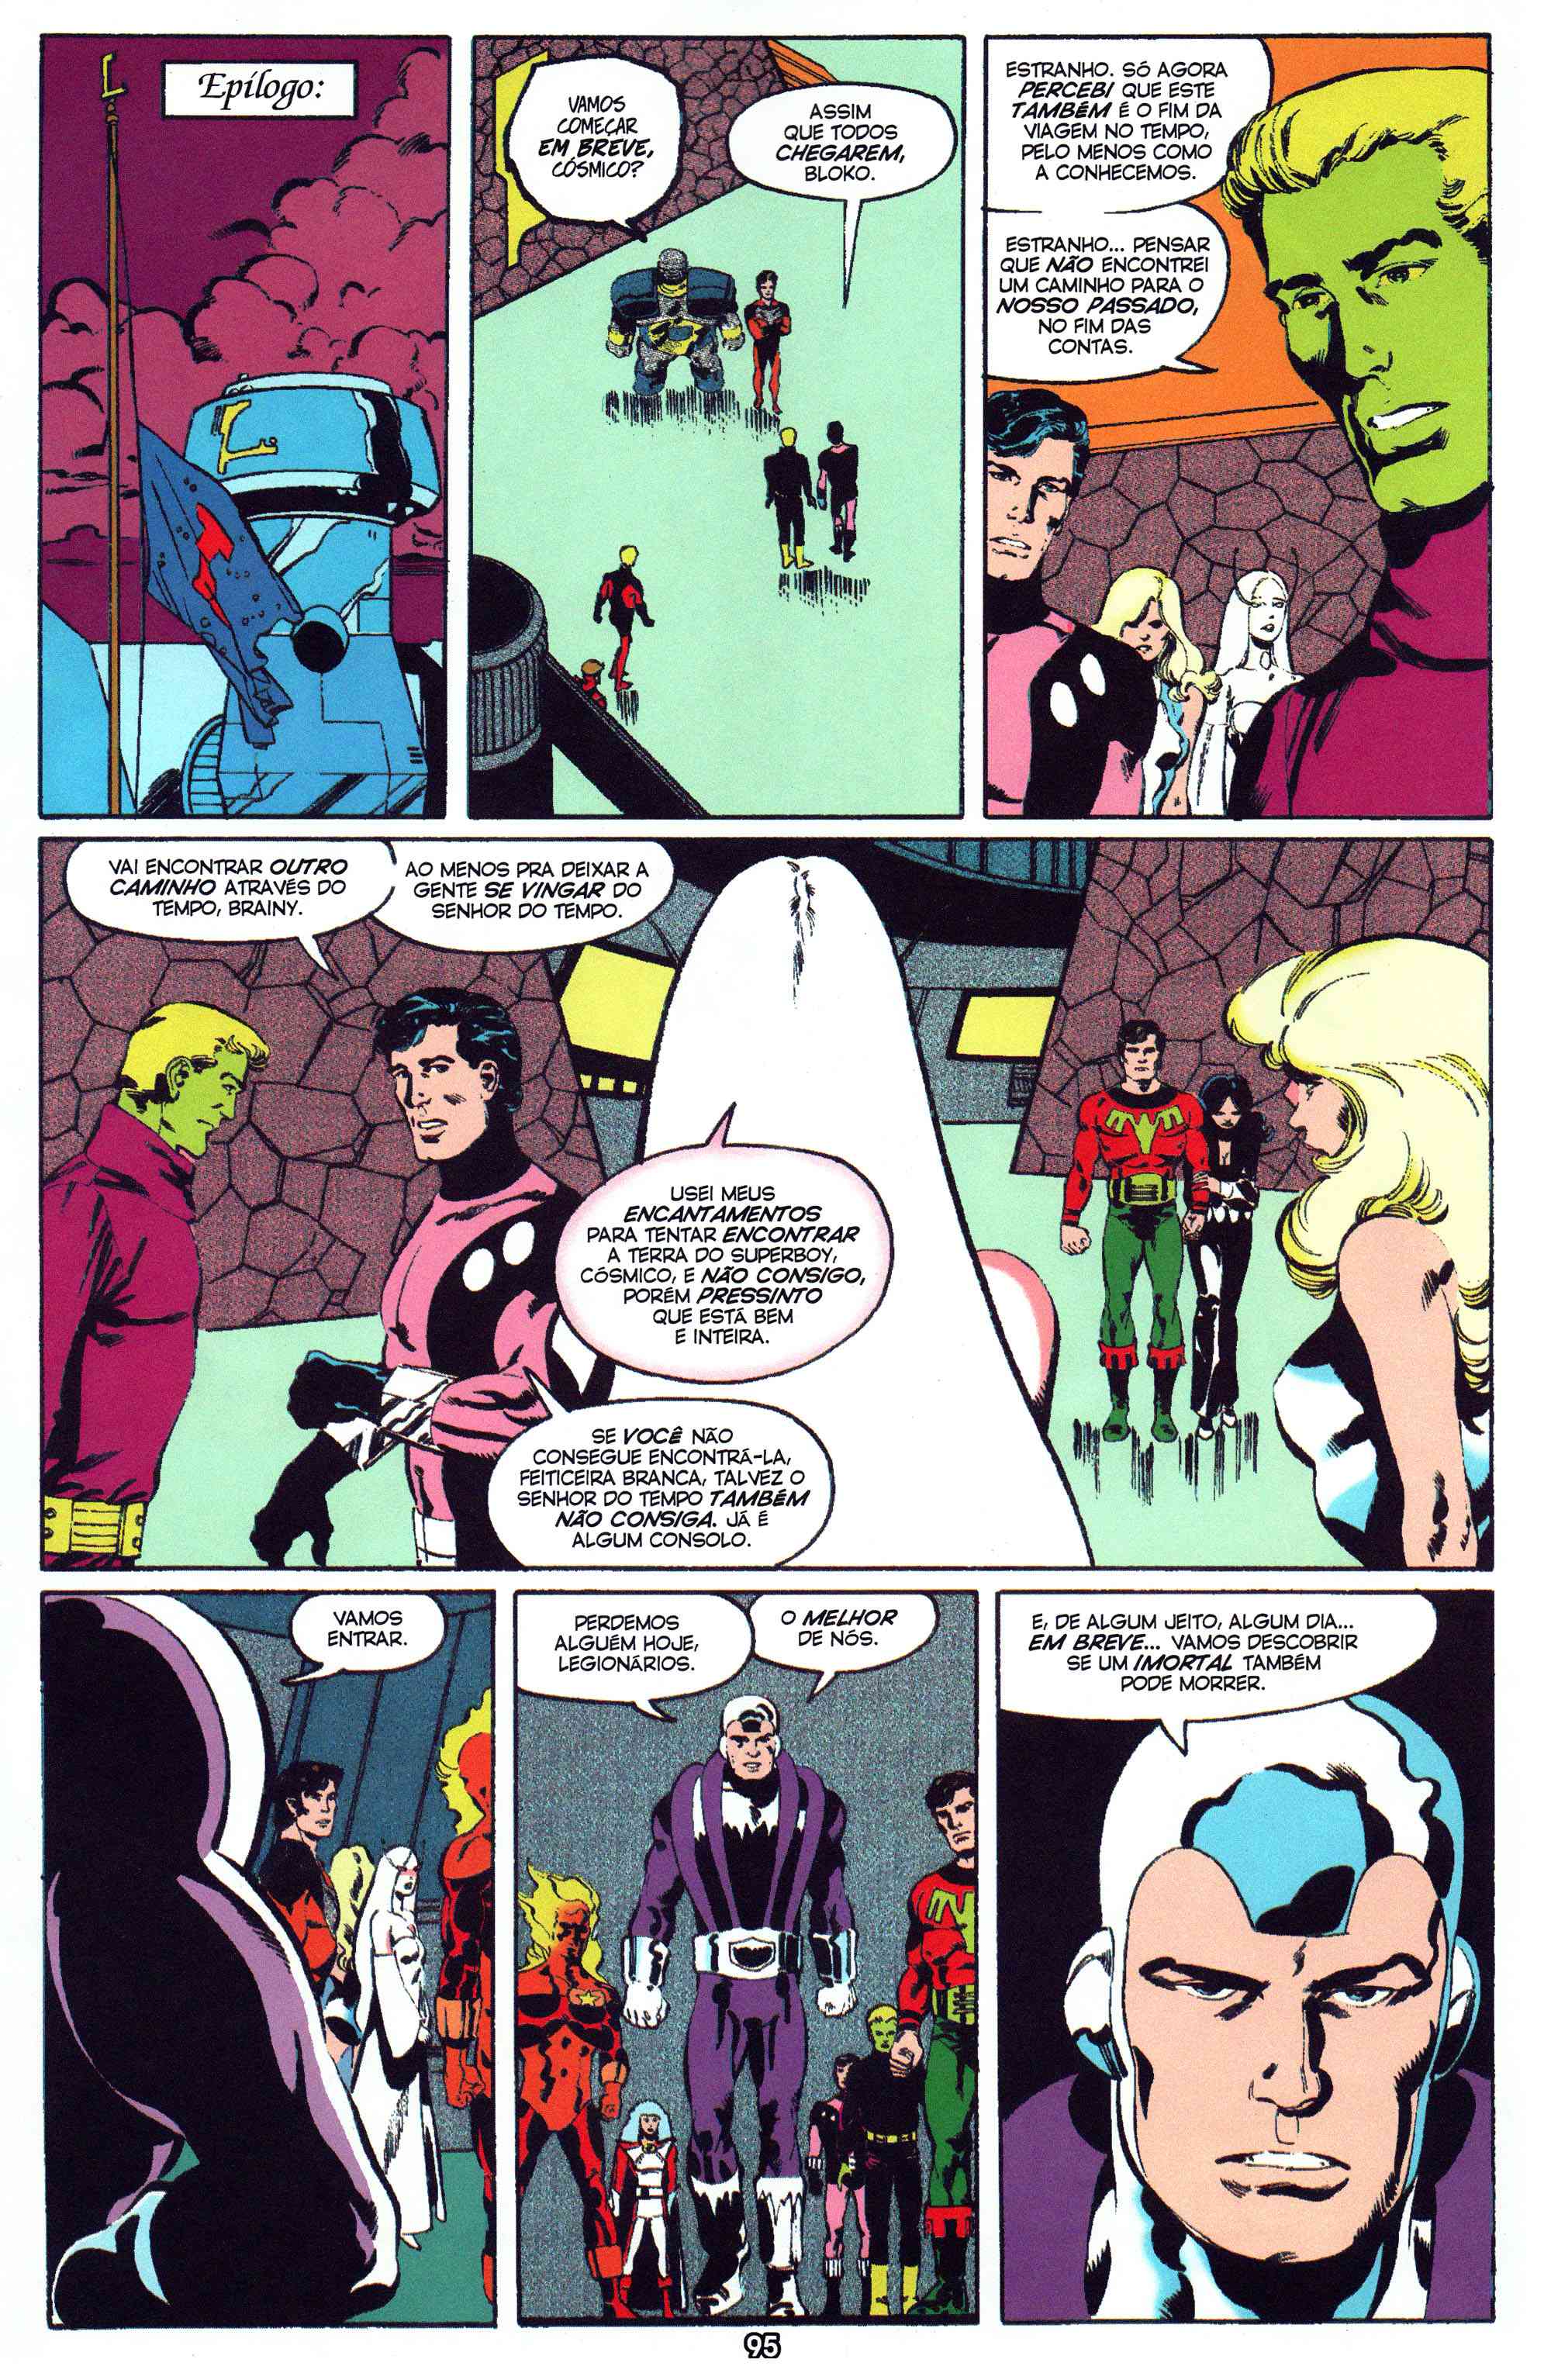 Epílogo:
VAMOS
COMEÇAR
EM BREVE,
CÓSMICO?
ASSIM
QUE TODOS
CHEGAREM,
BLOKO.
ESTRANHO. SÓ AGORA
PERCEBI QUE ESTE
TAMBÉM É O FIM DA
VIAGEM NO TEMPO,
PELO MENOS COMO
A CONHECEMOS.
ESTRANHO... PENSAR
QUE NÃO ENCONTREI
UM CAMINHO PARA O
NOSSO PASSADO,
NO FIM DAS
CONTAS.
VAI ENCONTRAR OUTRO
CAMINHO ATRAVÉS DO
TEMPO, BRAINY.
AO MENOS PRA DEIXAR A
GENTE SE VINGAR DO
SENHOR DO TEMPO.
USEI MEUS
ENCANTAMENTOS
PARA TENTAR ENCONTRAR
A TERRA DO SUPERBOY,
CÓSMICO, E NÃO CONSIGO,
PORÉM PRESSINTO
QUE ESTÁ BEM
E INTEIRA.
SE VOCÊ NÃO
CONSEGUE ENCONTRÁ-LA,
FEITICEIRA BRANCA, TALVEZ O
SENHOR DO TEMPO TAMBÉM
NÃO CONSIGA. JÁ É
ALGUM CONSOLO.
VAMOS
ENTRAR.
PERDEMOS
ALGUÉM HOJE,
LEGIONÁRIOS.
O MELHOR
DE NÓS.
E, DE ALGUM JEITO, ALGUM DIA...
EM BREVE... VAMOS DESCOBRIR
SE UM IMORTAL TAMBÉM
PODE MORRER.
95